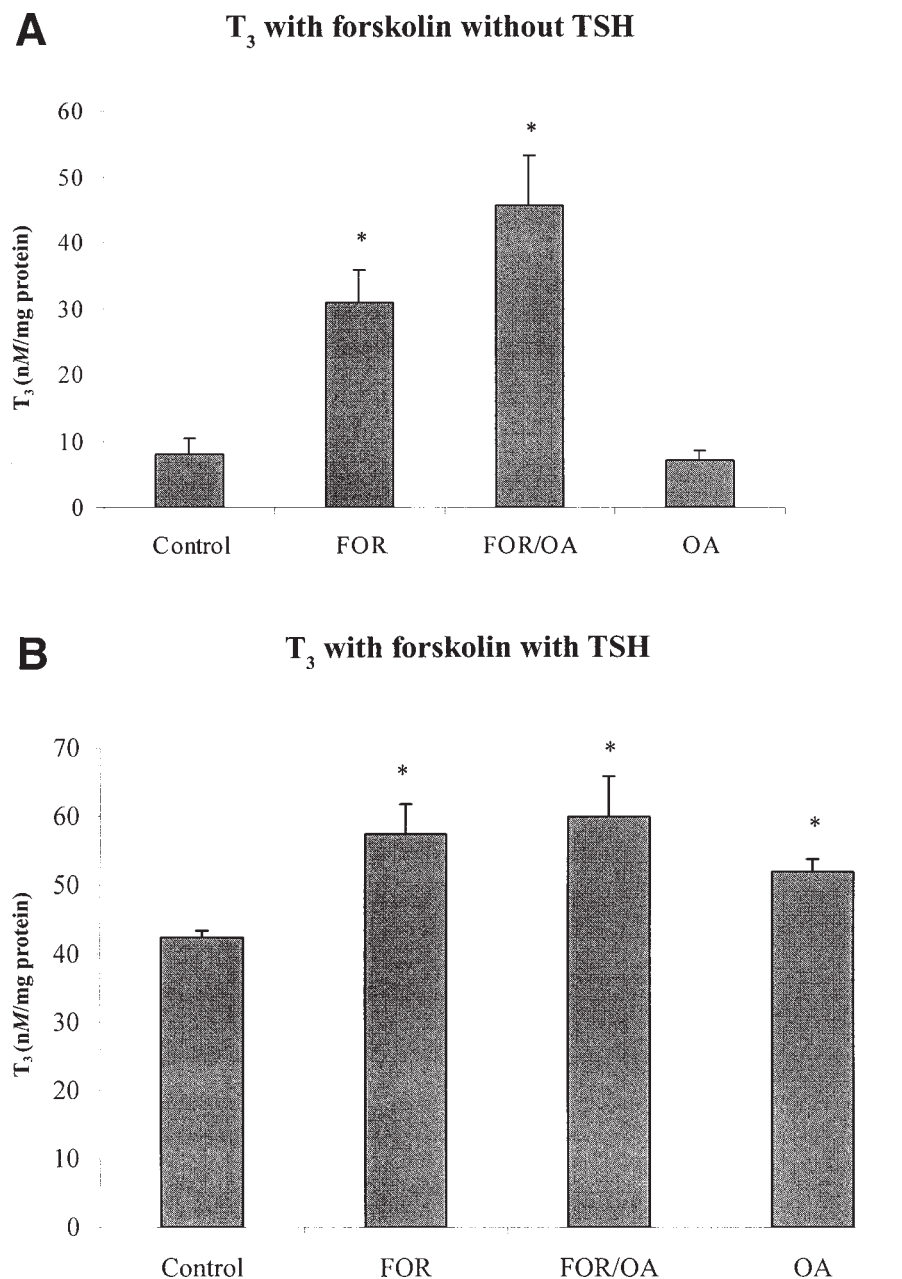 A
T3 with forskolin without TSH
60
*
50
*
40
30
20
10
0
T3 (nM/mg protein)
Control FOR FOR/OA OA
B
T3 with forskolin with TSH
70
*
*
60
*
50
40
30
20
10
0
T3 (nM/mg protein)
Control FOR FOR/OA OA